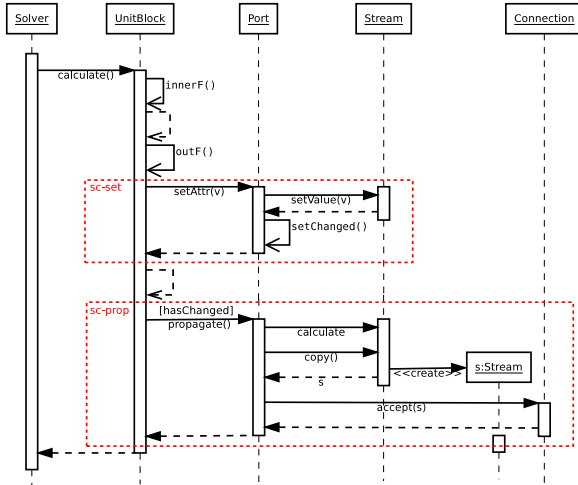 Solver
UnitBlock
Port
Stream
Connection
calculate()
innerF()
outF()
sc-set
setAttr(v)
setValue(v)
setChanged()
sc-prop
[hasChanged]
propagate()
calculate
copy()
s:Stream
<<create>>
s
accept(s)